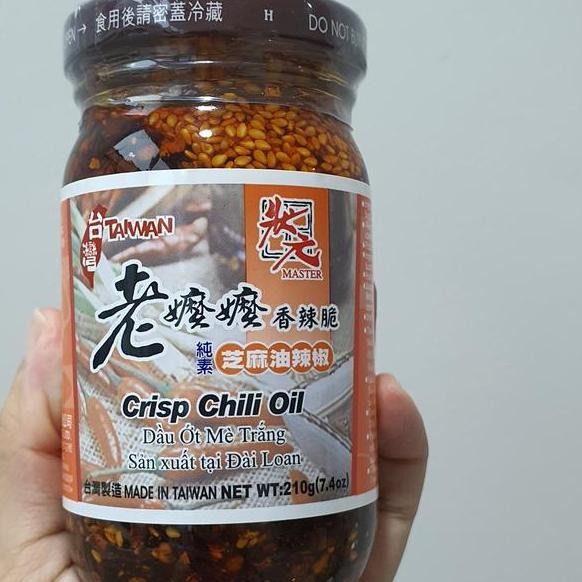 食用後請密蓋冷藏 H DO NOT
台灣
TAIWAN
狀元
MASTER
老嬤嬤香辣脆
純素
芝麻油辣椒
Crisp Chili Oil
Dầu Ớt Mè Trắng
Sản xuất tại Đài Loan
台灣製造 MADE IN TAIWAN NET WT:210g(7.4oz)